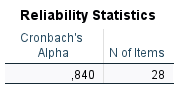 Reliability Statistics
Cronbach's
Alpha N of Items
,840 28